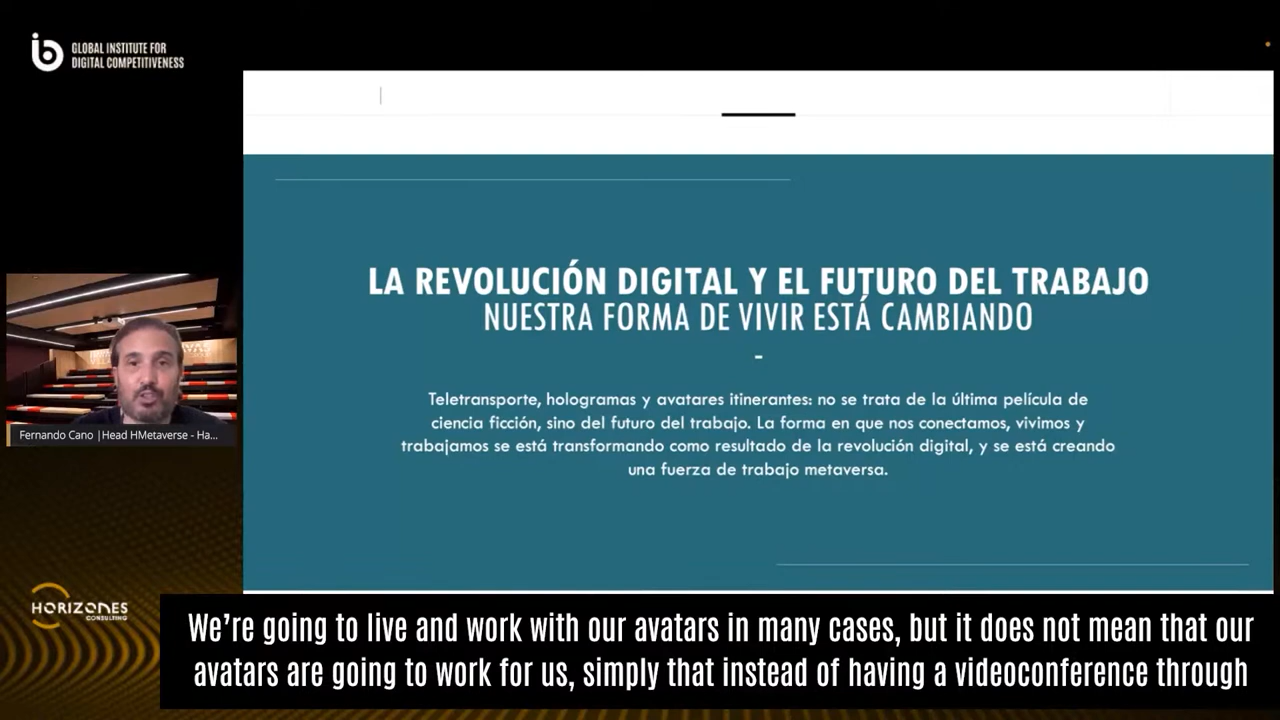 GLOBAL INSTITUTE FOR
DIGITAL COMPETITIVENESS
LA REVOLUCIÓN DIGITAL Y EL FUTURO DEL TRABAJO
NUESTRA FORMA DE VIVIR ESTÁ CAMBIANDO
-
Teletransporte, hologramas y avatares itinerantes: no se trata de la última película de
ciencia ficción, sino del futuro del trabajo. La forma en que nos conectamos, vivimos y
trabajamos se está transformando como resultado de la revolución digital, y se está creando
una fuerza de trabajo metaversa.
Fernando Cano |Head HMetaverse - Ha...
HORIZONES
CONSULTING
We're going to live and work with our avatars in many cases, but it does not mean that our
avatars are going to work for us, simply that instead of having a videoconference through